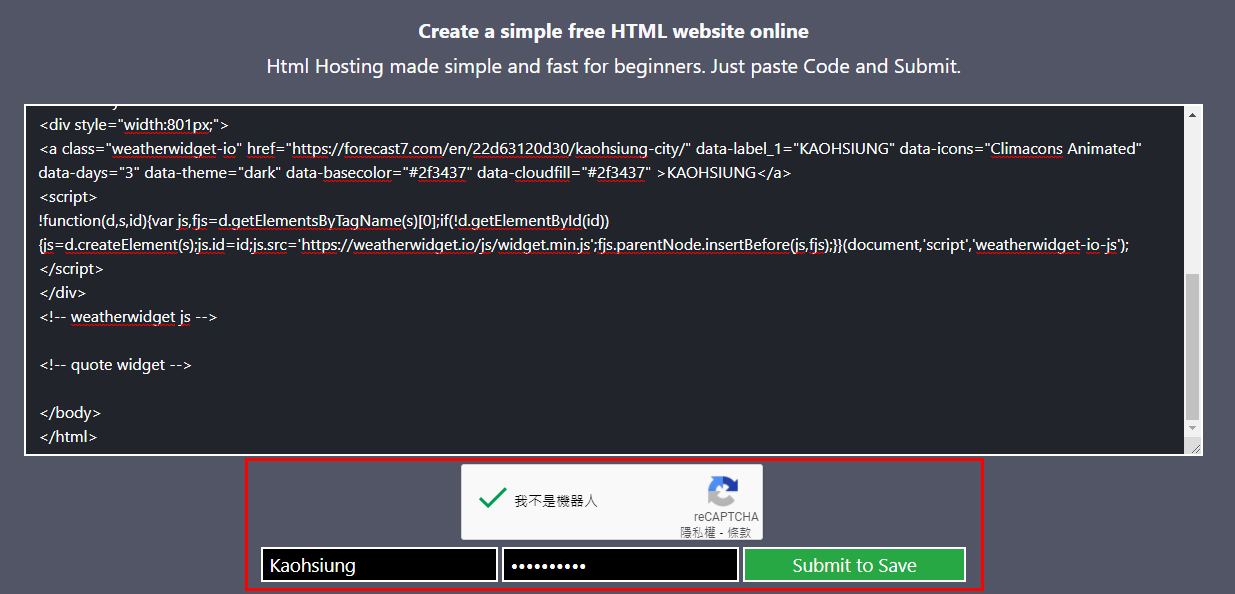 Create a simple free HTML website online
Html Hosting made simple and fast for beginners. Just paste Code and Submit.
<div style="width:801px;">
<a class="weatherwidget-io" href="https://forecast7.com/en/22d63120d30/kaohsiung-city/" data-label_1="KAOHSIUNG" data-icons="Climacons Animated"
data-days="3" data-theme="dark" data-basecolor="#2f3437" data-cloudfill="#2f3437" >KAOHSIUNG</a>
<script>
!function(d,s,id){var js,fjs=d.getElementsByTagName(s)[0];if(!d.getElementById(id))
{js=d.createElement(s);js.id=id;js.src='https://weatherwidget.io/js/widget.min.js';fjs.parentNode.insertBefore(js,fjs);}}(document,'script','weatherwidget-io-js');
</script>
</div>
<!-- weatherwidget js -->
<!-- quote widget -->
</body>
</html>
我不是機器人
reCAPTCHA
隱私權 - 條款
Kaohsiung
••••••••••
Submit to Save